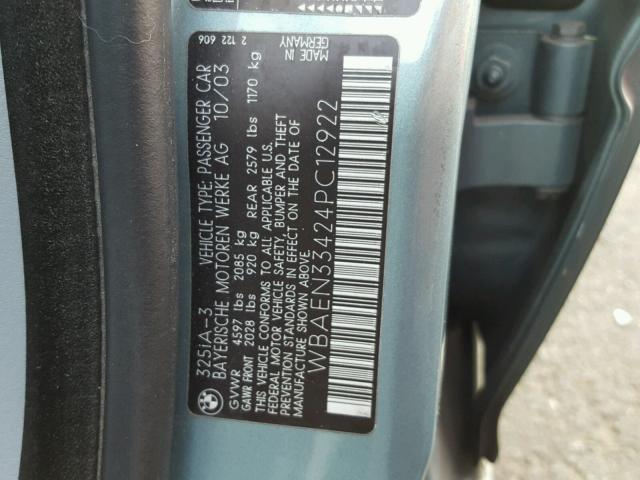 325IA-3 VEHICLE TYPE: PASSENGER CAR
BAYERISCHE MOTOREN WERKE AG 10/03
GVWR 4597 lbs 2085 kg
GAWR FRONT 2028 lbs 920 kg REAR 2579 lbs 1170 kg
THIS VEHICLE CONFORMS TO ALL APPLICABLE U.S.
FEDERAL MOTOR VEHICLE SAFETY, BUMPER AND THEFT
PREVENTION STANDARDS IN EFFECT ON THE DATE OF
MANUFACTURE SHOWN ABOVE
WBAEN33424PC12922
2 122 606
MADE IN
GERMANY